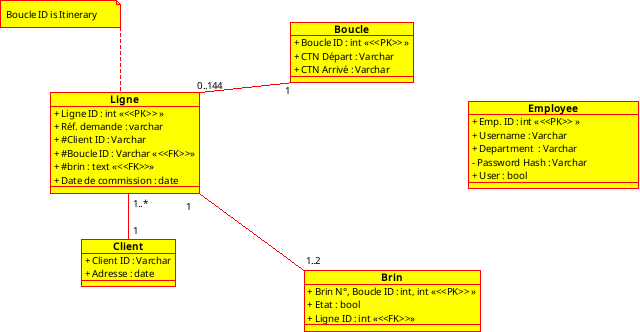 Boucle ID is Itinerary
Boucle
+ Boucle ID : int «<<PK>> »
+ CTN Départ : Varchar
+ CTN Arrivé : Varchar
0..144
1
Ligne
+ Ligne ID : int «<<PK>> »
+ Réf. demande : varchar
+ #Client ID : Varchar
+ #Boucle ID : Varchar « <<FK>>»
+ #brin : text «<<FK>>»
+ Date de commission : date
Employee
+ Emp. ID : int « <<PK>> »
+ Username : Varchar
+ Department : Varchar
- Password Hash : Varchar
+ User : bool
1..*
1
1
Client
+ Client ID : Varchar
+ Adresse : date
1..2
Brin
+ Brin N°, Boucle ID : int, int «<<PK>> »
+ Etat : bool
+ Ligne ID : int «<<FK>>»